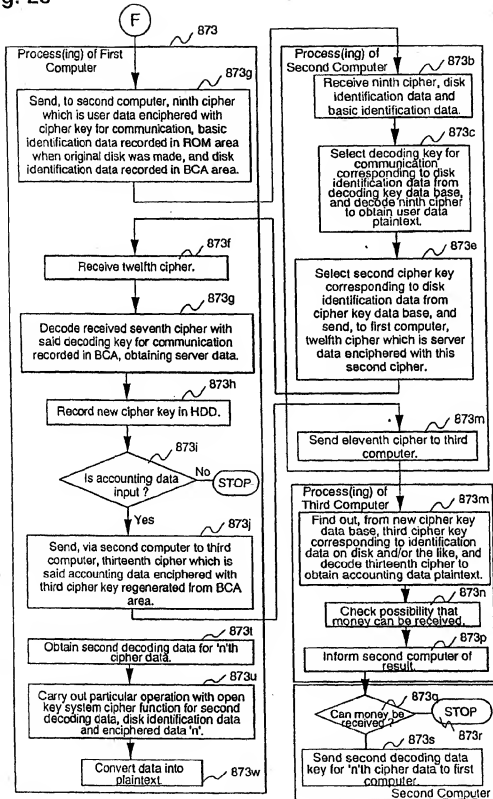 F
873
Process(ing) of First
Computer
873g
Send, to second computer, ninth cipher
which is user data enciphered with
cipher key for communication, basic
identification data recorded in ROM area
when original disk was made, and disk
identification data recorded in BCA area.
873f
Receive twelfth cipher.
873g
Decode received seventh cipher with
said decoding key for communication
recorded in BCA, obtaining server data.
873h
Record new cipher key in HDD.
873i
Is accounting data
input ?
No
STOP
Yes
873j
Send, via second computer to third
computer, thirteenth cipher which is
said accounting data enciphered with
third cipher key regenerated from BCA
area.
873t
Obtain second decoding data for 'n'th
cipher data.
873u
Carry out particular operation with open
key system cipher function for second
decoding data, disk identification data
and enciphered data 'n'.
Convert data into
plaintext.
873w
Process(ing) of
Second Computer
873b
Receive ninth cipher, disk
identification data and
basic identification data.
873c
Select decoding key for
communication
corresponding to disk
identification data from
decoding key data base,
and decode ninth cipher
to obtain user data
plaintext.
873e
Select second cipher key
corresponding to disk
identification data from
cipher key data base, and
send, to first computer,
twelfth cipher which is server
data enciphered with this
second cipher.
873m
Send eleventh cipher to third
computer.
Process(ing) of
Third Computer
873m
Find out, from new cipher key
data base, third cipher key
corresponding to identification
data on disk and/or the like, and
decode thirteenth cipher to
obtain accounting data plaintext.
873n
Check possibility that
money can be received.
873p
Inform second computer of
result.
873q
Can money be
received ?
STOP
873r
873s
Send second decoding data
key for 'n'th cipher data to first
computer.
Second Computer